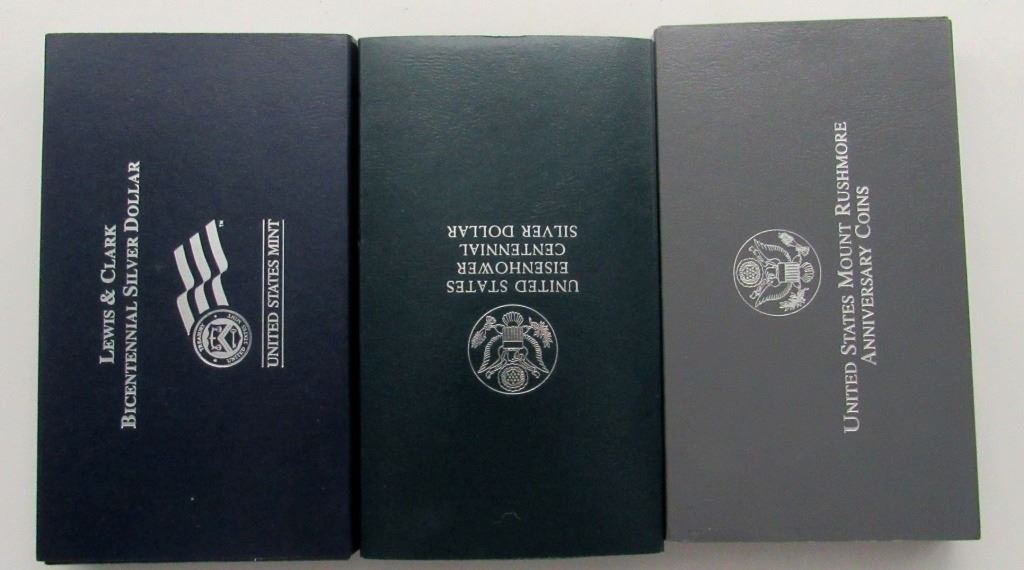 LEWIS & CLARK
BICENTENNIAL SILVER DOLLAR
UNITED STATES MINT
UNITED STATES
EISENHOWER
CENTENNIAL
SILVER DOLLAR
UNITED STATES MOUNT RUSHMORE
ANNIVERSARY COINS